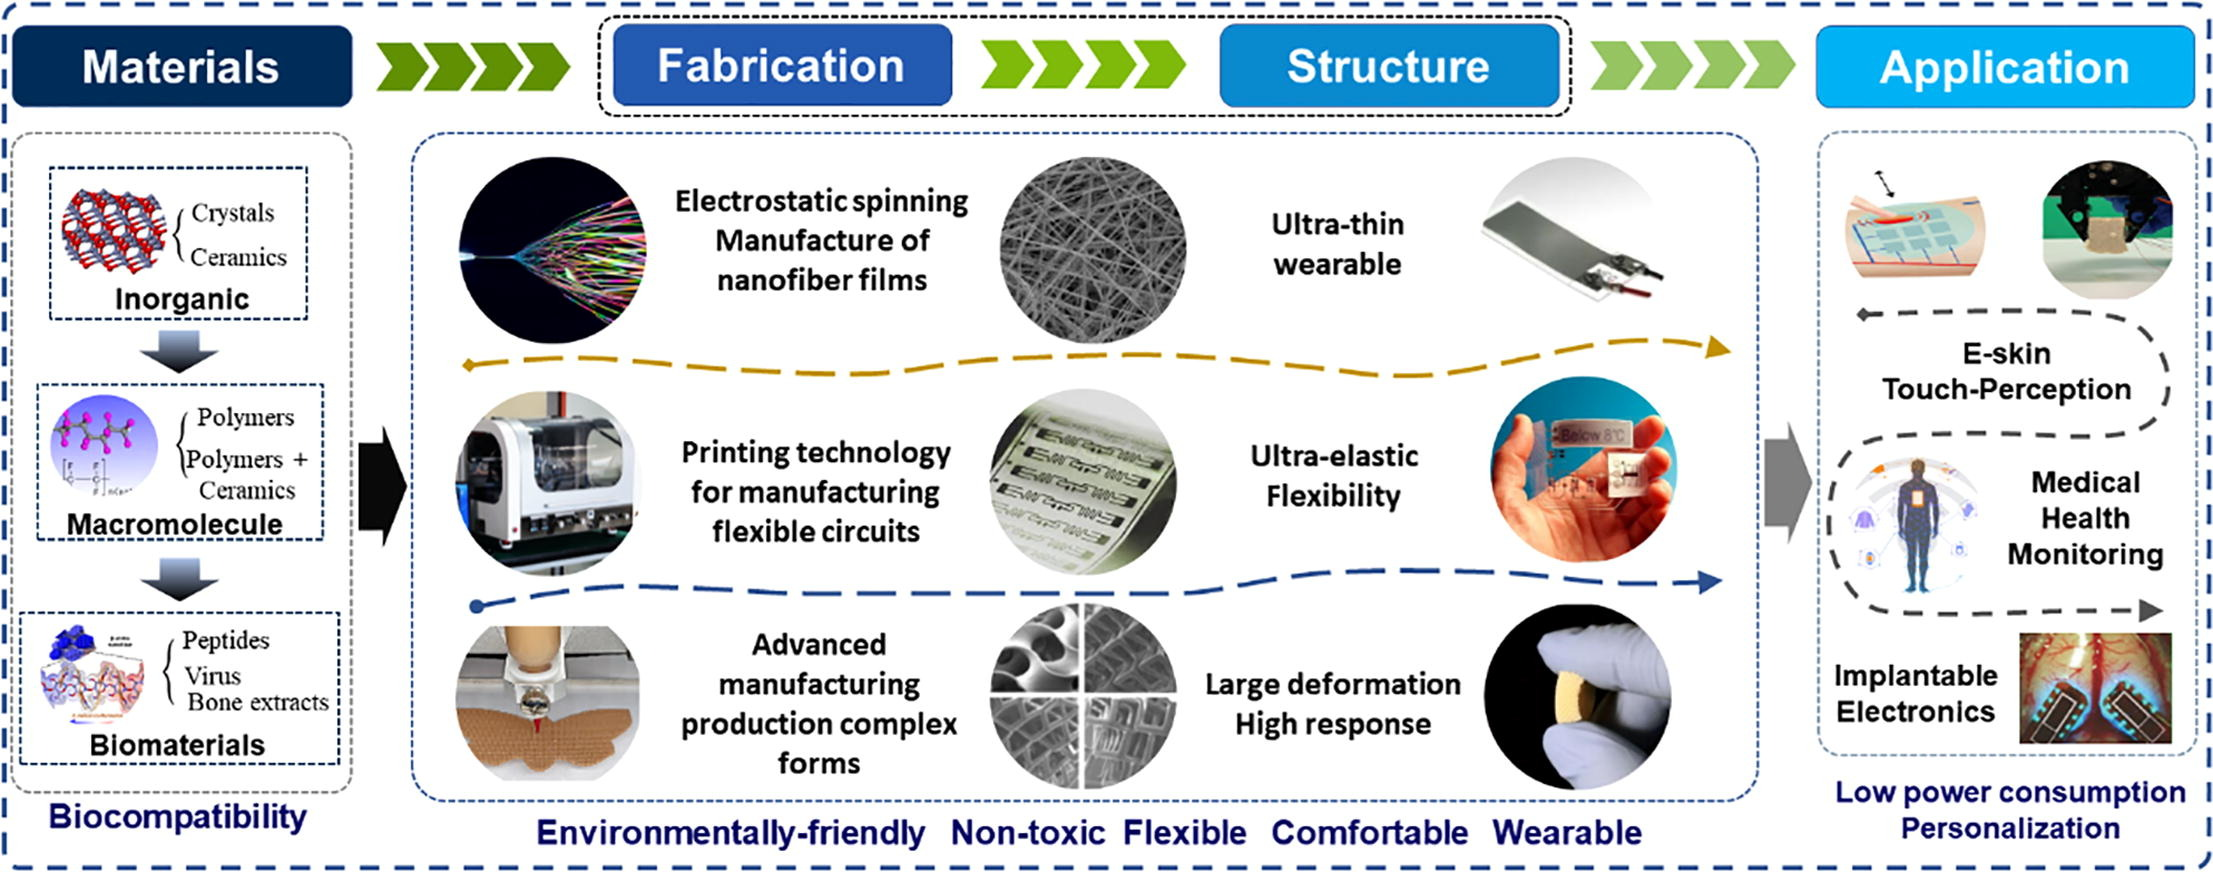 Materials
Fabrication
Structure
Application
Crystals
Ceramics
Inorganic
Polymers
Polymers +
Ceramics
Macromolecule
Peptides
Virus
Bone extracts
Biomaterials
Biocompatibility
Electrostatic spinning
Manufacture of
nanofiber films
Ultra-thin
wearable
Printing technology
for manufacturing
flexible circuits
Ultra-elastic
Flexibility
Below 8°C
Advanced
manufacturing
production complex
forms
Large deformation
High response
Environmentally-friendly Non-toxic Flexible Comfortable Wearable
E-skin
Touch-Perception
Medical
Health
Monitoring
Implantable
Electronics
Low power consumption
Personalization